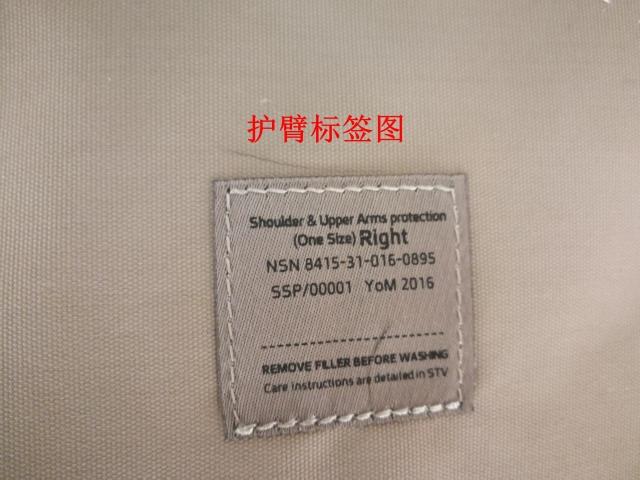 护臂标签图
Shoulder & Upper Arms protection
(One Size) Right
NSN 8415-31-016-0895
SSP/00001 YoM 2016
REMOVE FILLER BEFORE WASHING
Care instructions are detailed in STV